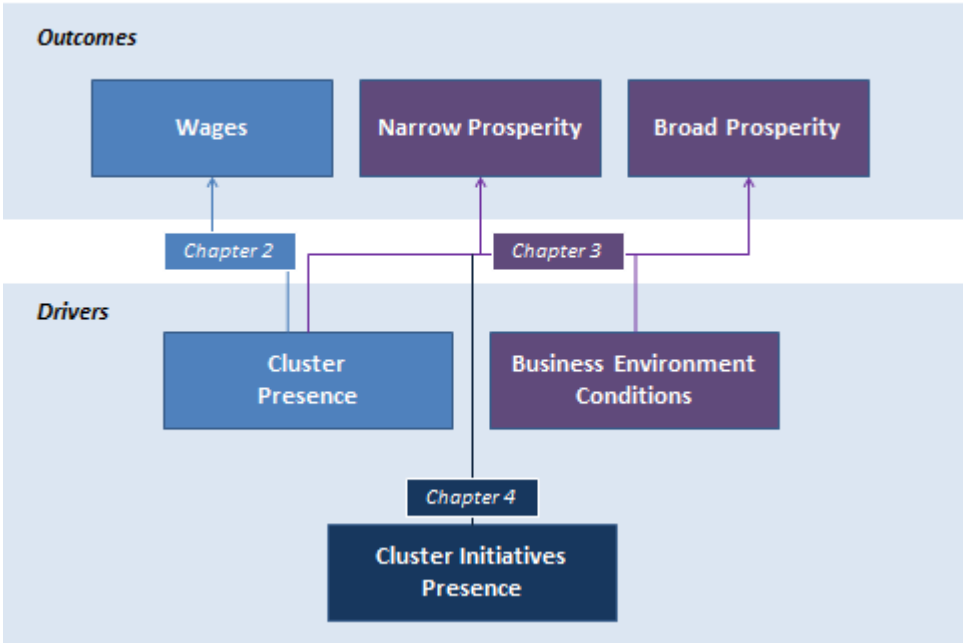 Outcomes
Wages
Narrow Prosperity
Broad Prosperity
Chapter 2
Chapter 3
Drivers
Cluster
Presence
Business Environment
Conditions
Chapter 4
Cluster Initiatives
Presence